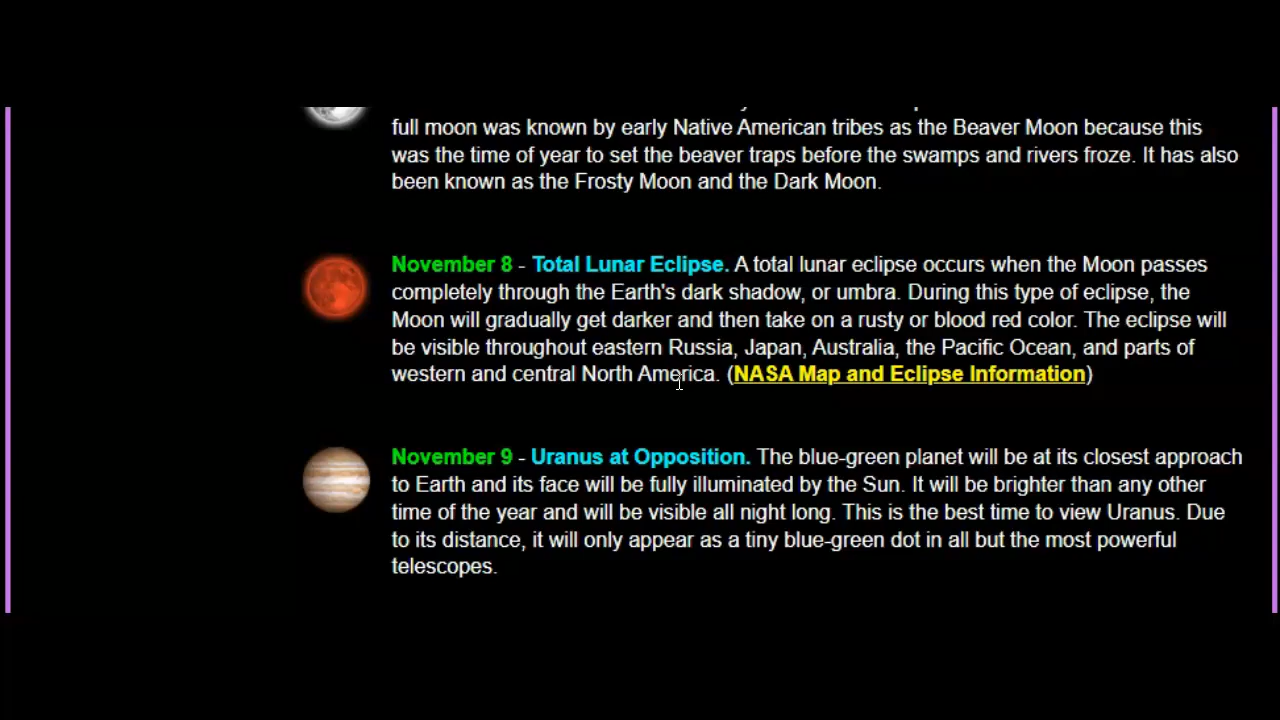 full moon was known by early Native American tribes as the Beaver Moon because this
was the time of year to set the beaver traps before the swamps and rivers froze. It has also
been known as the Frosty Moon and the Dark Moon.
November 8 - Total Lunar Eclipse. A total lunar eclipse occurs when the Moon passes
completely through the Earth's dark shadow, or umbra. During this type of eclipse, the
Moon will gradually get darker and then take on a rusty or blood red color. The eclipse will
be visible throughout eastern Russia, Japan, Australia, the Pacific Ocean, and parts of
western and central North America. (NASA Map and Eclipse Information)
November 9 - Uranus at Opposition. The blue-green planet will be at its closest approach
to Earth and its face will be fully illuminated by the Sun. It will be brighter than any other
time of the year and will be visible all night long. This is the best time to view Uranus. Due
to its distance, it will only appear as a tiny blue-green dot in all but the most powerful
telescopes.